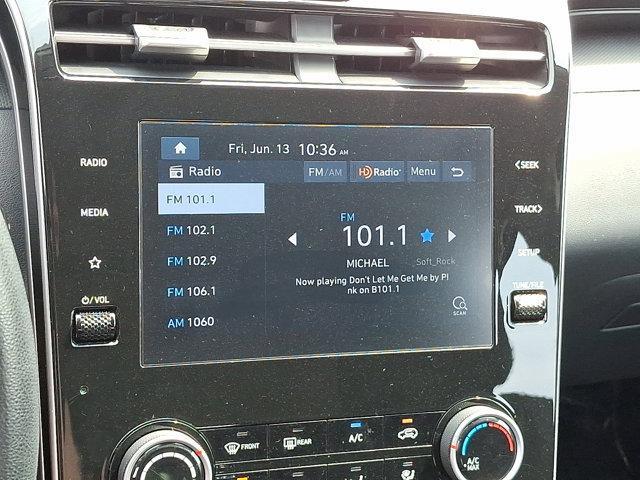 Fri, Jun. 13 10:36 AM
Radio FM/AM HD Radio Menu
RADIO
MEDIA
/VOL
FM 101.1
FM 102.1
FM 102.9
FM 106.1
AM 1060
FM
101.1
MICHAEL Soft_Rock
Now playing Don't Let Me Get Me by PI
nk on B101.1
SCAN
<SEEK
TRACK>
SETUP
TUNE/FILE
FRONT
REAR
A/C
A/C
MAX